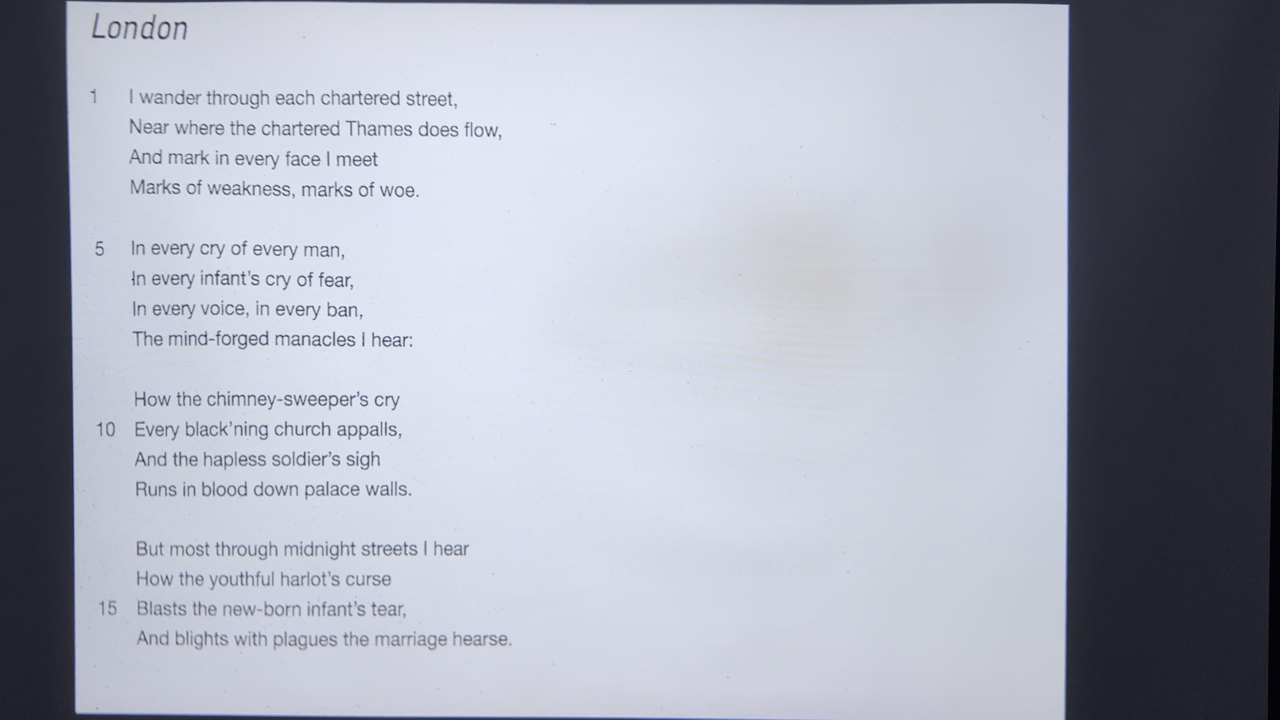 London
1 I wander through each chartered street,
Near where the chartered Thames does flow,
And mark in every face I meet
Marks of weakness, marks of woe.
5 In every cry of every man,
In every infant's cry of fear,
In every voice, in every ban,
The mind-forged manacles I hear:
How the chimney-sweeper's cry
10 Every black'ning church appalls,
And the hapless soldier's sigh
Runs in blood down palace walls.
But most through midnight streets I hear
How the youthful harlot's curse
15 Blasts the new-born infant's tear,
And blights with plagues the marriage hearse.